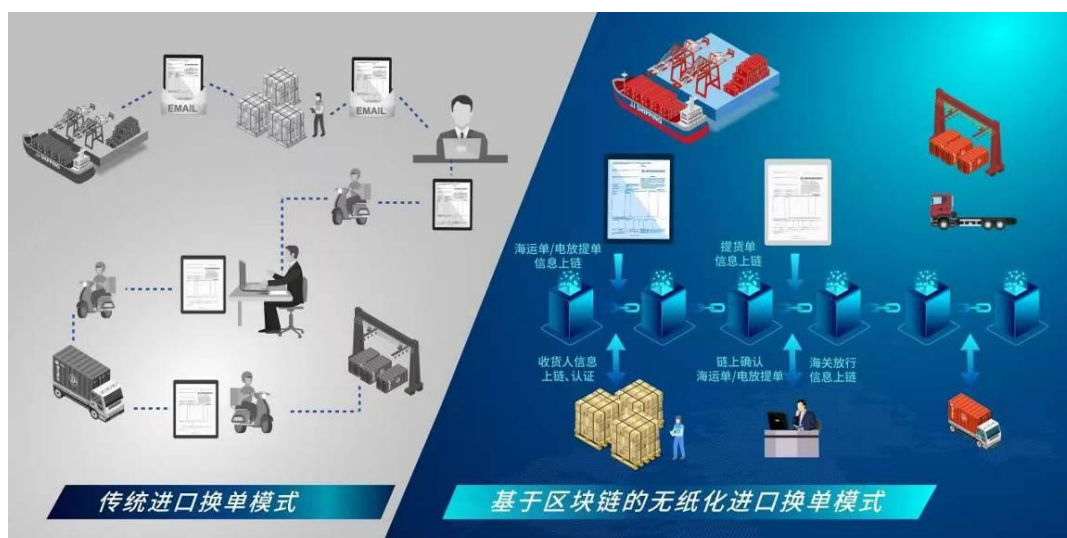 EMAIL
EMAIL
传统进口换单模式
海运单/电放提单
信息上链
提货单
信息上链
收货人信息
上链、认证
链上确认
海运单/电放提单
海关放行
信息上链
基于区块链的无纸化进口换单模式